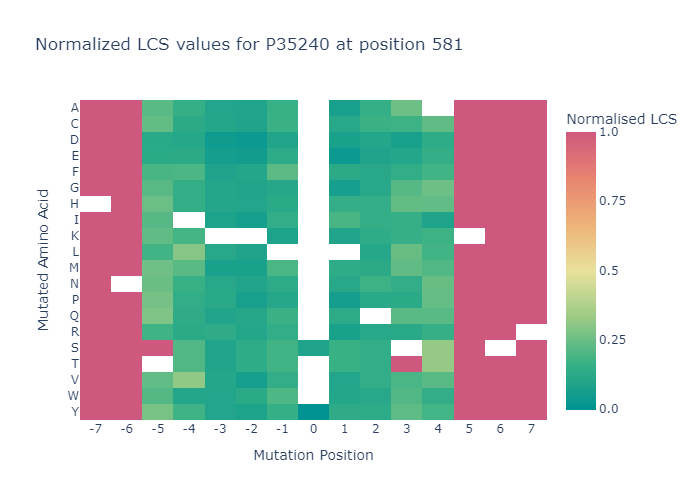 Normalized LCS values for P35240 at position 581
Normalised LCS
Mutated Amino Acid
A
C
D
E
F
G
H
I
K
L
M
N
P
Q
R
S
T
V
W
Y
-7 -6 -5 -4 -3 -2 -1 0 1 2 3 4 5 6 7
Mutation Position
1.0
0.75
0.5
0.25
0.0